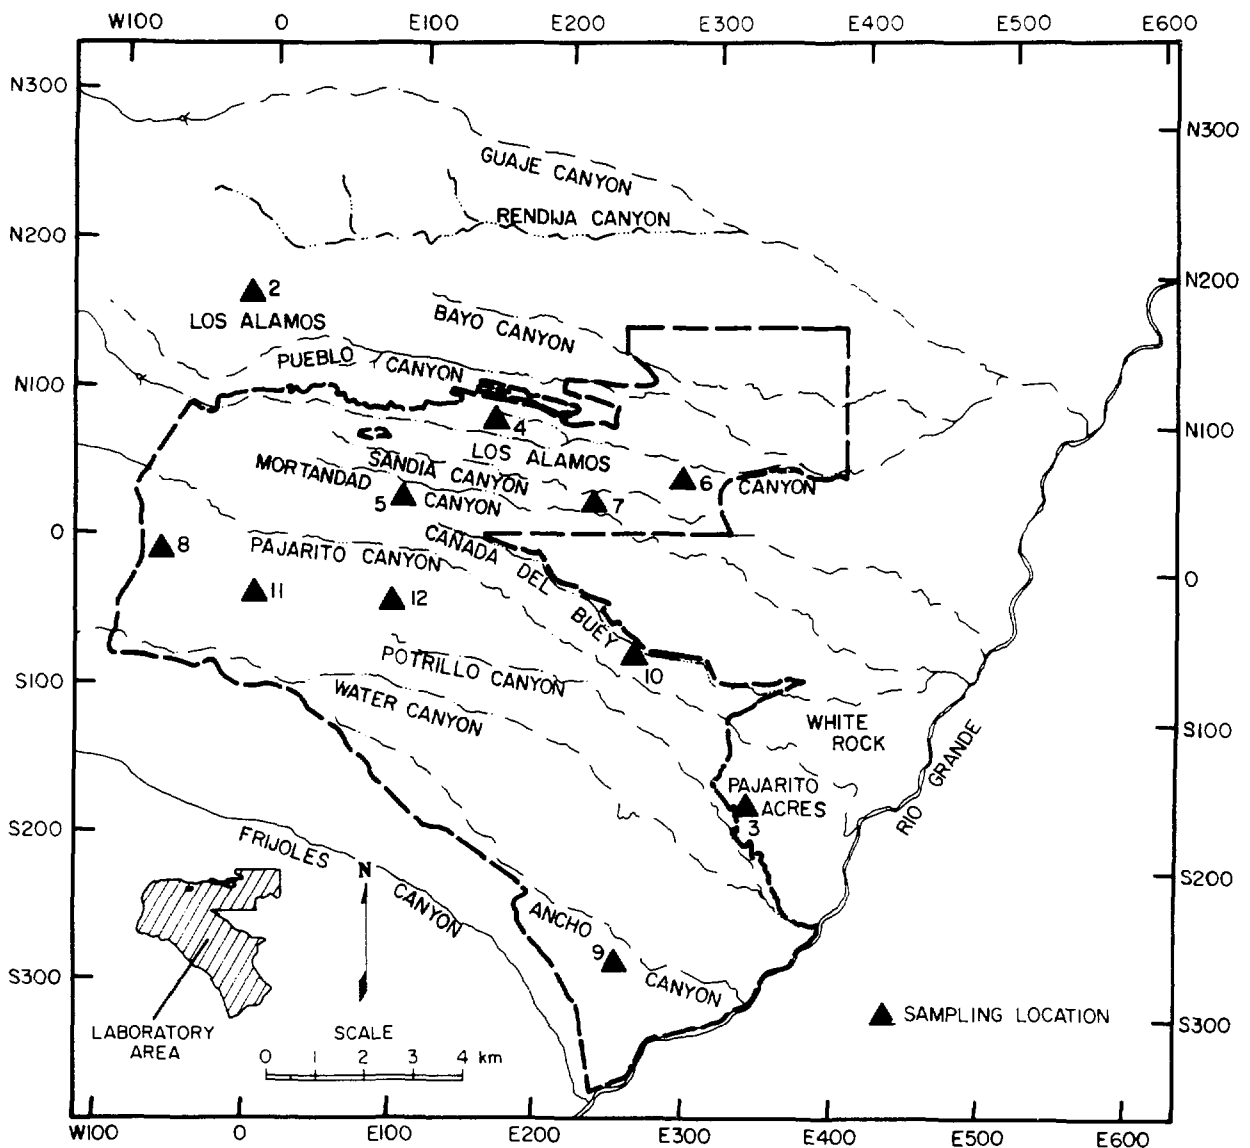 W100 0 E100 E200 E300 E400 E500 E600
N300
N300
GUAJE CANYON
RENDIJA CANYON
N200
N200
2
LOS ALAMOS
BAYO CANYON
PUEBLO CANYON
N100
N100
4
LOS ALAMOS
CANYON
SANDIA CANYON
6
MORTANDAD
CANYON
5
7
0
CAÑADA DEL
BUEY
8
PAJARITO CANYON
0
11
12
10
POTRILLO CANYON
S100
WATER CANYON
WHITE
ROCK
S100
PAJARITO
ACRES
3
RIO GRANDE
S200
FRIJOLES
CANYON
N
S200
ANCHO
CANYON
9
S300
SAMPLING LOCATION
S300
LABORATORY
AREA
SCALE
0 1 2 3 4 km
W100 0 E100 E200 E300 E400 E500 E600